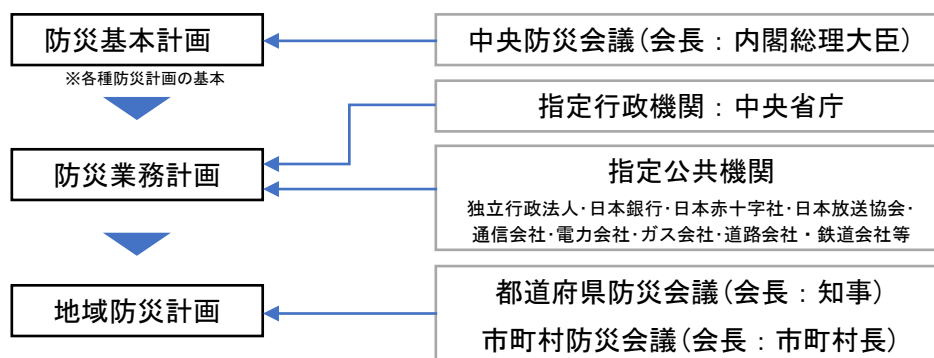 防災基本計画
※各種防災計画の基本
防災業務計画
地域防災計画
中央防災会議(会長：内閣総理大臣)
指定行政機関：中央省庁
指定公共機関
独立行政法人・日本銀行・日本赤十字社・日本放送協会・
通信会社・電力会社・ガス会社・道路会社・鉄道会社等
都道府県防災会議(会長：知事)
市町村防災会議(会長：市町村長)